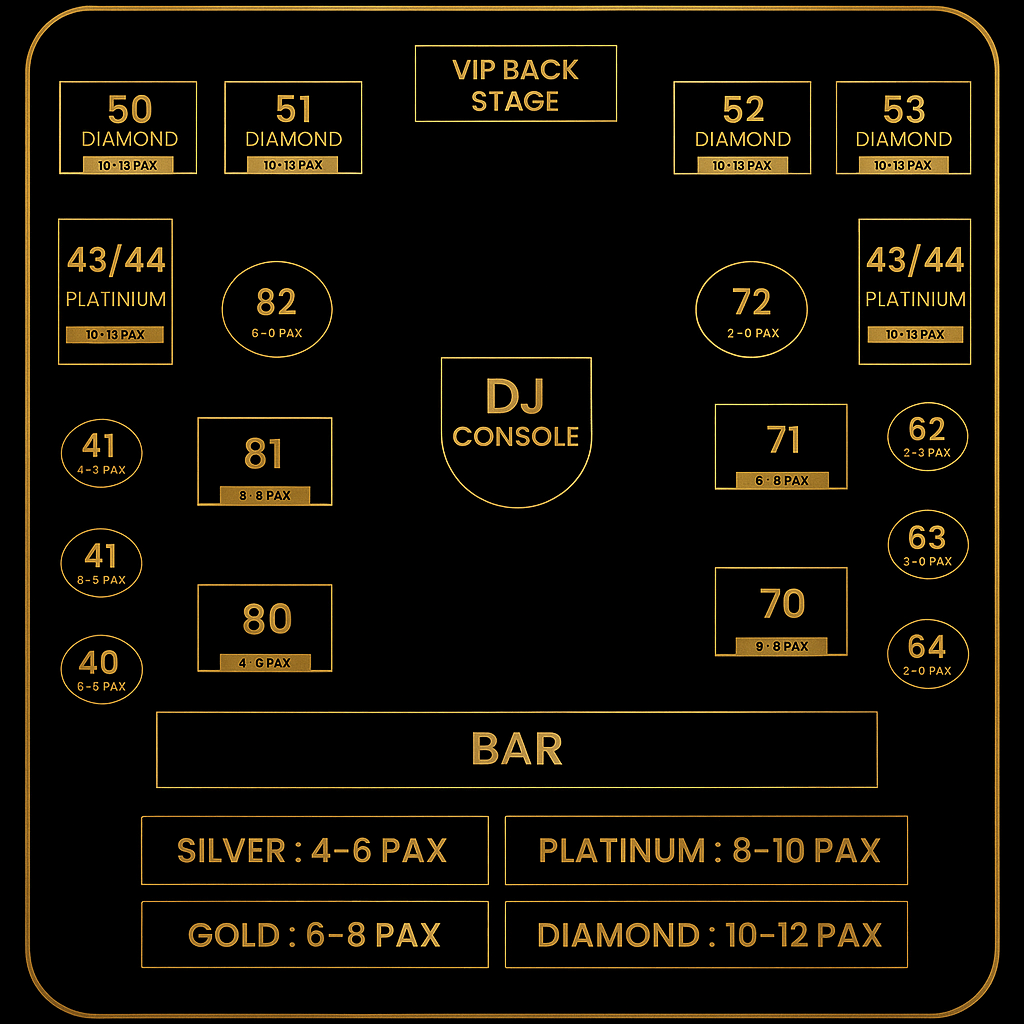 VIP BACK
STAGE
50
DIAMOND
10·13 PAX
51
DIAMOND
10·13 PAX
52
DIAMOND
10·13 PAX
53
DIAMOND
10·13 PAX
43/44
PLATINIUM
10·13 PAX
82
6-0 PAX
72
2-0 PAX
43/44
PLATINIUM
10·13 PAX
DJ
CONSOLE
41
4-3 PAX
81
8·8 PAX
71
6·8 PAX
62
2-3 PAX
41
8-5 PAX
63
3-0 PAX
80
4·G PAX
70
9·8 PAX
40
6-5 PAX
64
2-0 PAX
BAR
SILVER : 4-6 PAX
PLATINUM : 8-10 PAX
GOLD : 6-8 PAX
DIAMOND : 10-12 PAX